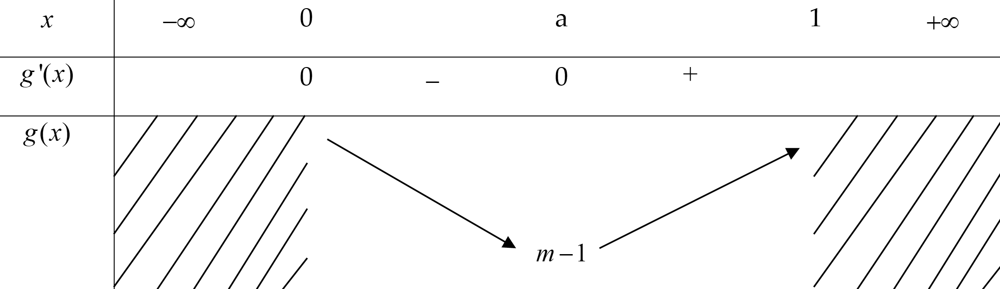 x −∞ 0 a 1 +∞
g'(x) 0 − 0 +
g(x)
m−1